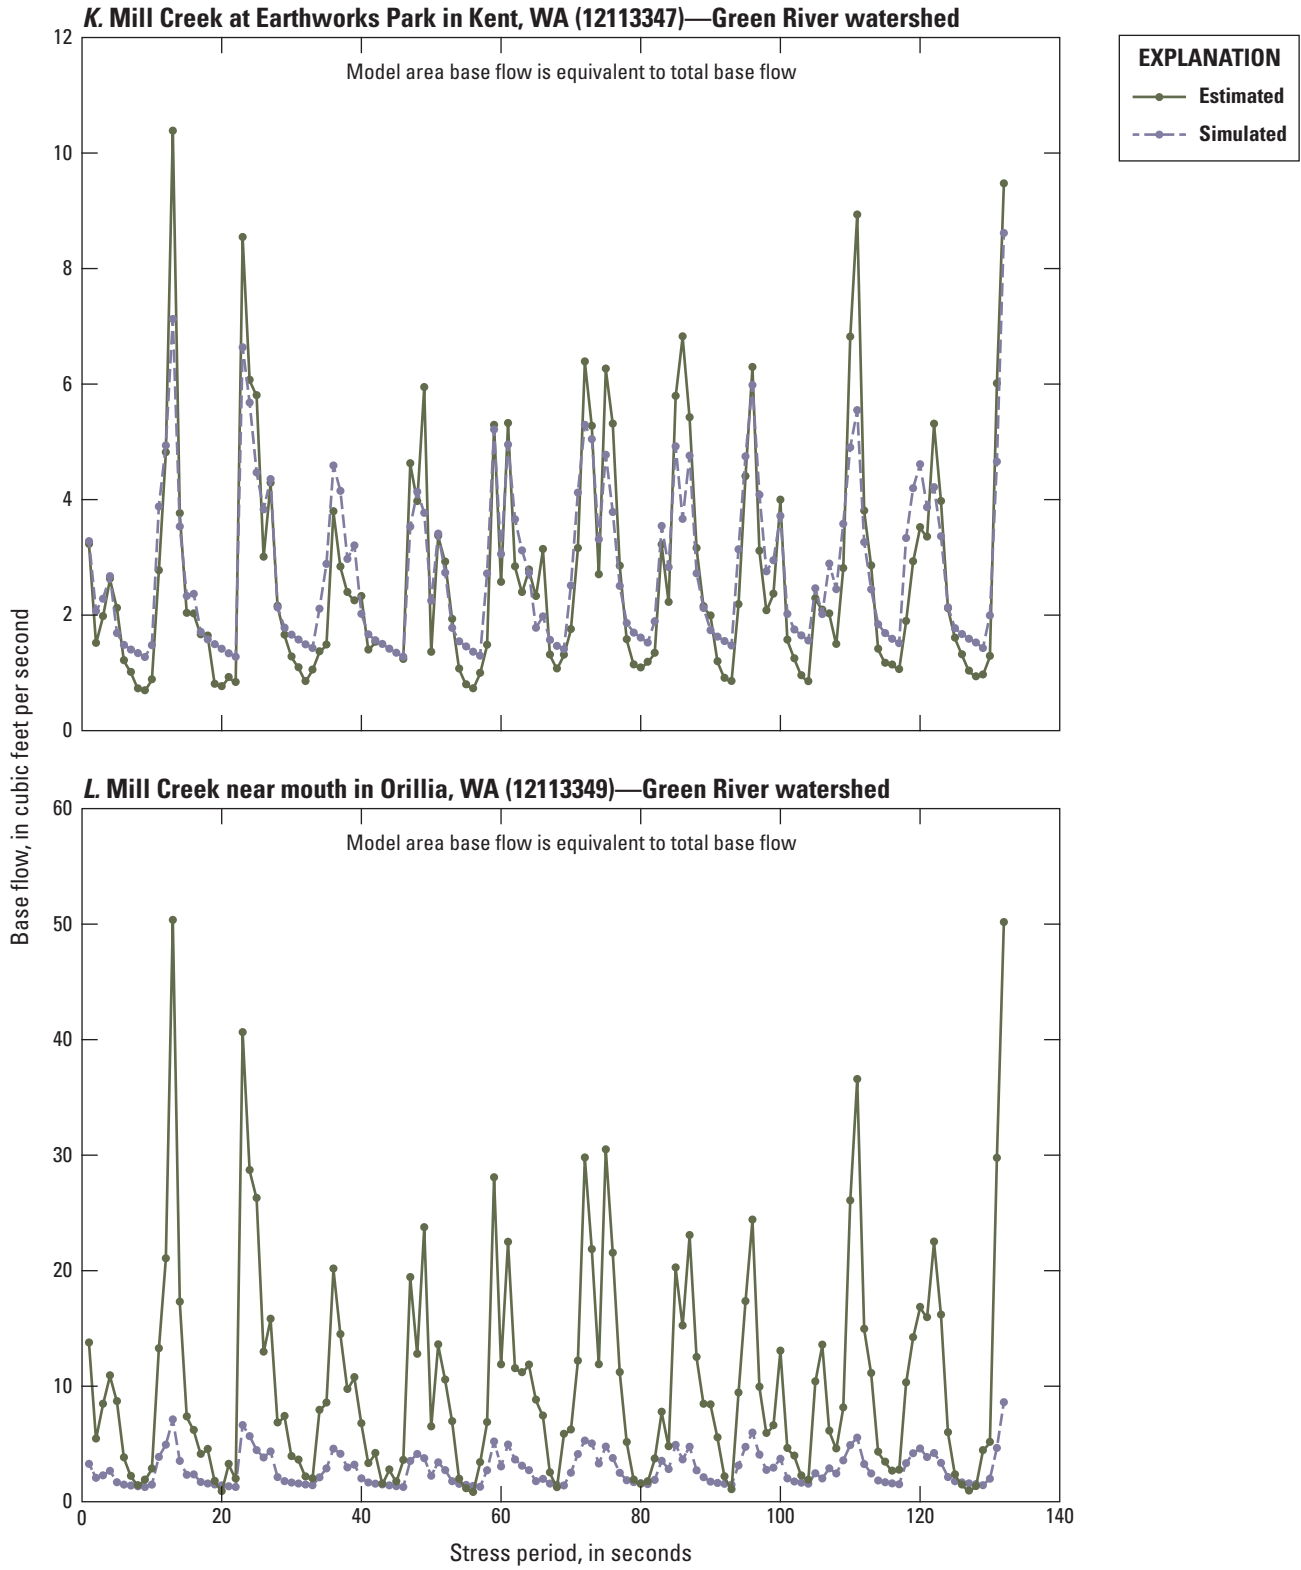 K. Mill Creek at Earthworks Park in Kent, WA (12113347)—Green River watershed
Model area base flow is equivalent to total base flow
12
10
8
6
4
2
0
EXPLANATION
Estimated
Simulated
Base flow, in cubic feet per second
L. Mill Creek near mouth in Orillia, WA (12113349)—Green River watershed
Model area base flow is equivalent to total base flow
60
50
40
30
20
10
0
0 20 40 60 80 100 120 140
Stress period, in seconds